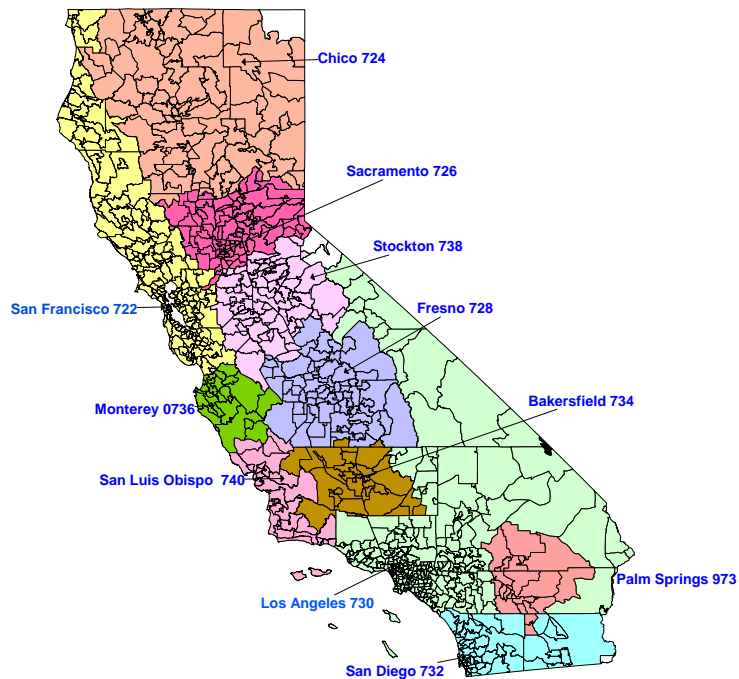 Chico 724
Sacramento 726
Stockton 738
San Francisco 722
Fresno 728
Bakersfield 734
Monterey 0736
San Luis Obispo  740
Palm Springs 973
Los Angeles 730
San Diego 732